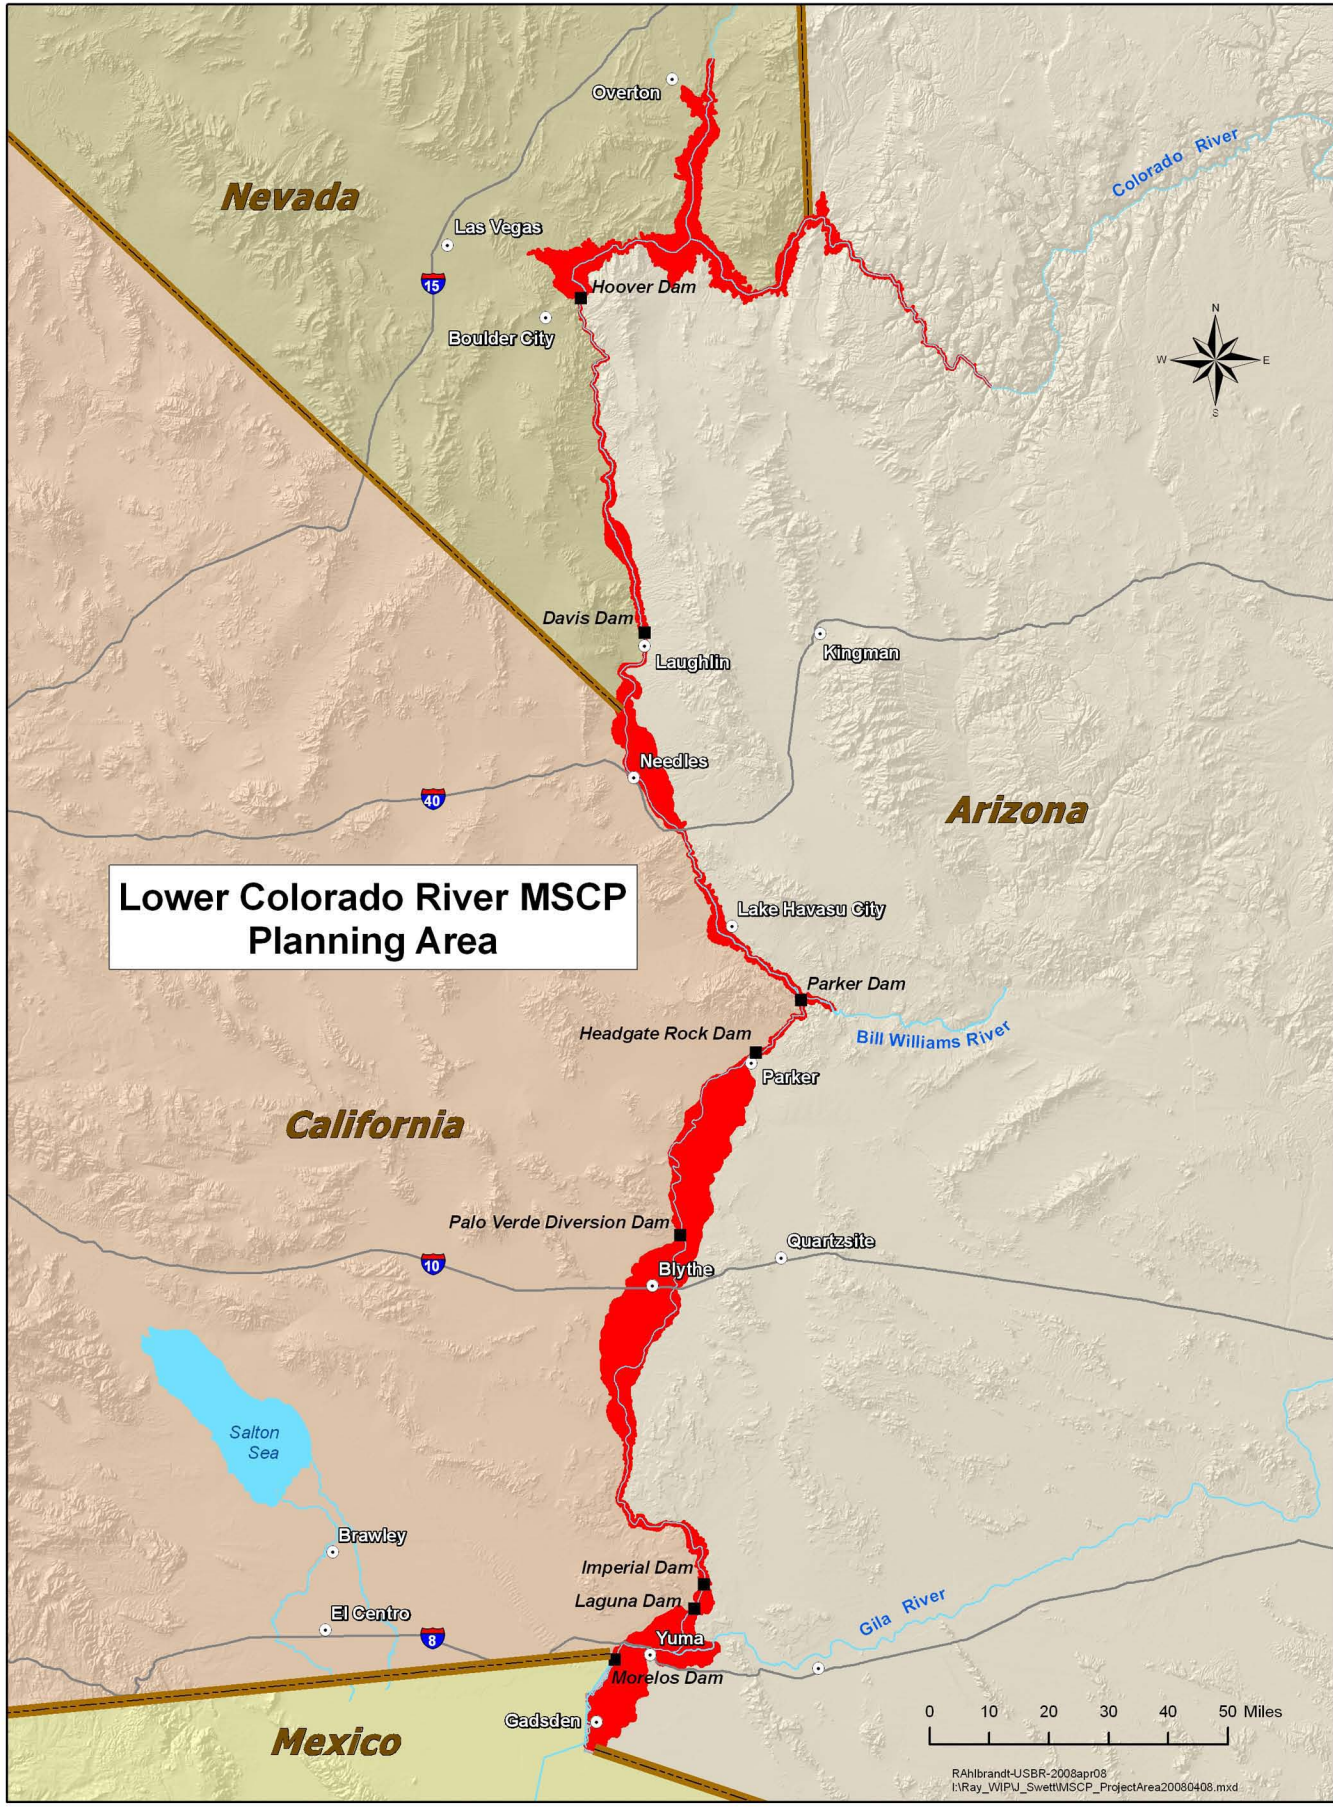 Overton
Colorado River
Nevada
Las Vegas
15
Hoover Dam
Boulder City
N
W
E
S
Davis Dam
Laughlin
Kingman
Needles
40
Arizona
Lower Colorado River MSCP
Planning Area
Lake Havasu City
Parker Dam
Headgate Rock Dam
Bill Williams River
Parker
California
Palo Verde Diversion Dam
Quartzsite
10
Blythe
Salton
Sea
Brawley
Imperial Dam
Laguna Dam
El Centro
Gila River
8
Yuma
Morelos Dam
Gadsden
Mexico
0 10 20 30 40 50 Miles
RAhlbrandt-USBR-2008apr08
I:\Ray_WIP\J_Swett\MSCP_ProjectArea20080408.mxd